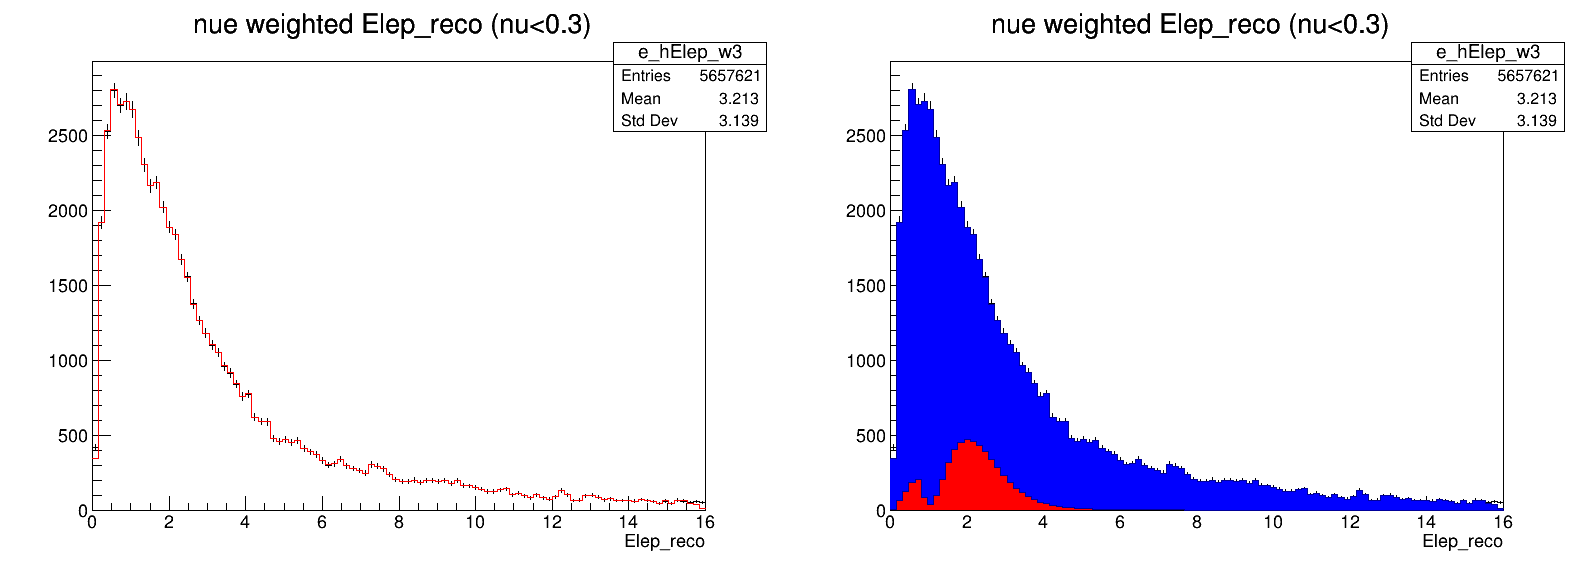 nue weighted Elep_reco (nu<0.3)
e_hElep_w3
Entries 5657621
Mean 3.213
Std Dev 3.139
2500
2000
1500
1000
500
0
0 2 4 6 8 10 12 14 16
Elep_reco
nue weighted Elep_reco (nu<0.3)
e_hElep_w3
Entries 5657621
Mean 3.213
Std Dev 3.139
2500
2000
1500
1000
500
0
0 2 4 6 8 10 12 14 16
Elep_reco